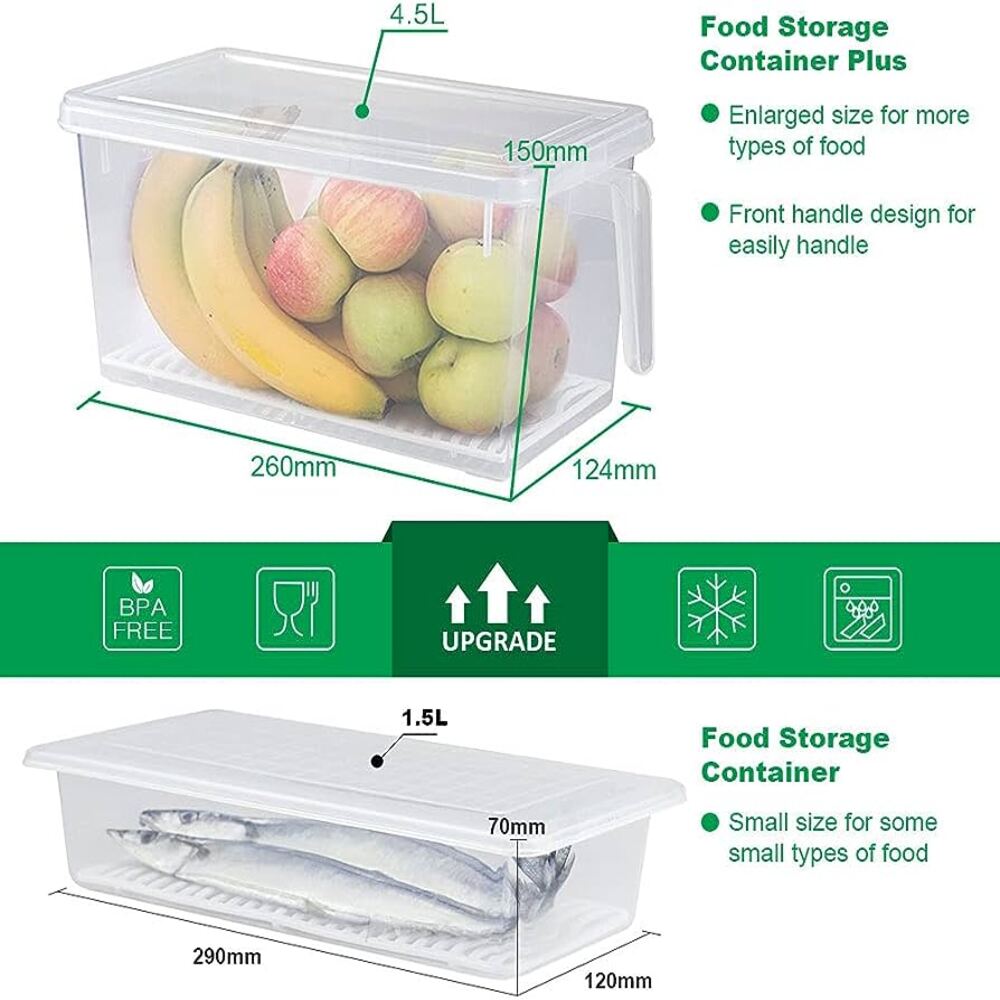 4.5L
Food Storage
Container Plus
Enlarged size for more
types of food
150mm
Front handle design for
easily handle
260mm
124mm
BPA
FREE
UPGRADE
1.5L
Food Storage
Container
70mm
Small size for some
small types of food
290mm
120mm